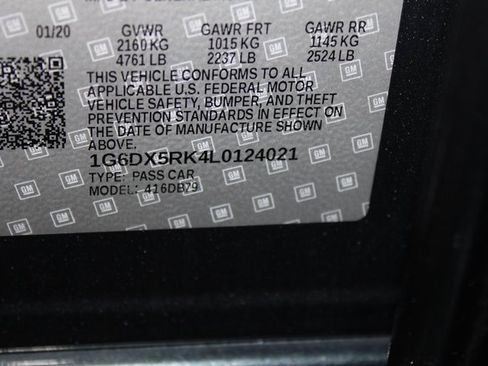 01/20 GVWR GAWR FRT GAWR RR
2160 KG 1015 KG 1145 KG
4761 LB 2237 LB 2524 LB
THIS VEHICLE CONFORMS TO ALL
APPLICABLE U.S. FEDERAL MOTOR
VEHICLE SAFETY, BUMPER, AND THEFT
PREVENTION STANDARDS IN EFFECT ON
THE DATE OF MANUFACTURE SHOWN
ABOVE.
1G6DX5RK4L0124021
TYPE: PASS CAR
MODEL: 416DB79
GM